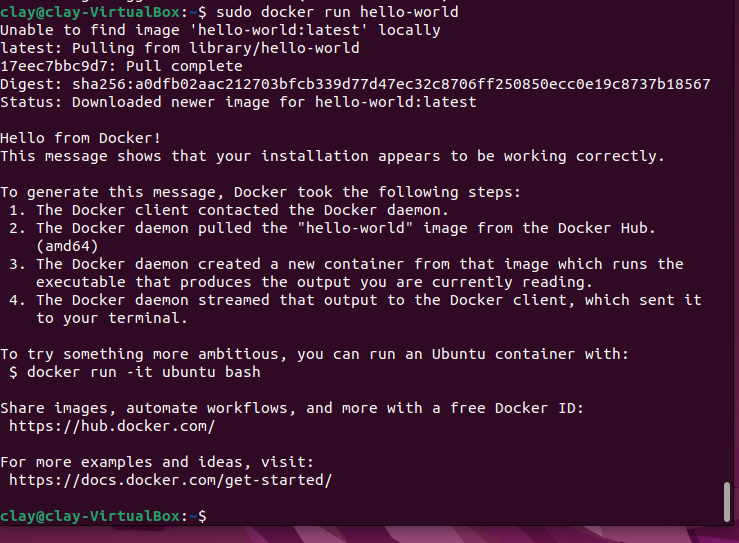 clay@clay-VirtualBox:~$ sudo docker run hello-world
Unable to find image 'hello-world:latest' locally
latest: Pulling from library/hello-world
17eec7bbc9d7: Pull complete
Digest: sha256:a0dfb02aac212703bfcb339d77d47ec32c8706ff250850ecc0e19c8737b18567
Status: Downloaded newer image for hello-world:latest

Hello from Docker!
This message shows that your installation appears to be working correctly.

To generate this message, Docker took the following steps:
 1. The Docker client contacted the Docker daemon.
 2. The Docker daemon pulled the "hello-world" image from the Docker Hub.
    (amd64)
 3. The Docker daemon created a new container from that image which runs the
    executable that produces the output you are currently reading.
 4. The Docker daemon streamed that output to the Docker client, which sent it
    to your terminal.

To try something more ambitious, you can run an Ubuntu container with:
 $ docker run -it ubuntu bash

Share images, automate workflows, and more with a free Docker ID:
 https://hub.docker.com/

For more examples and ideas, visit:
 https://docs.docker.com/get-started/

clay@clay-VirtualBox:~$